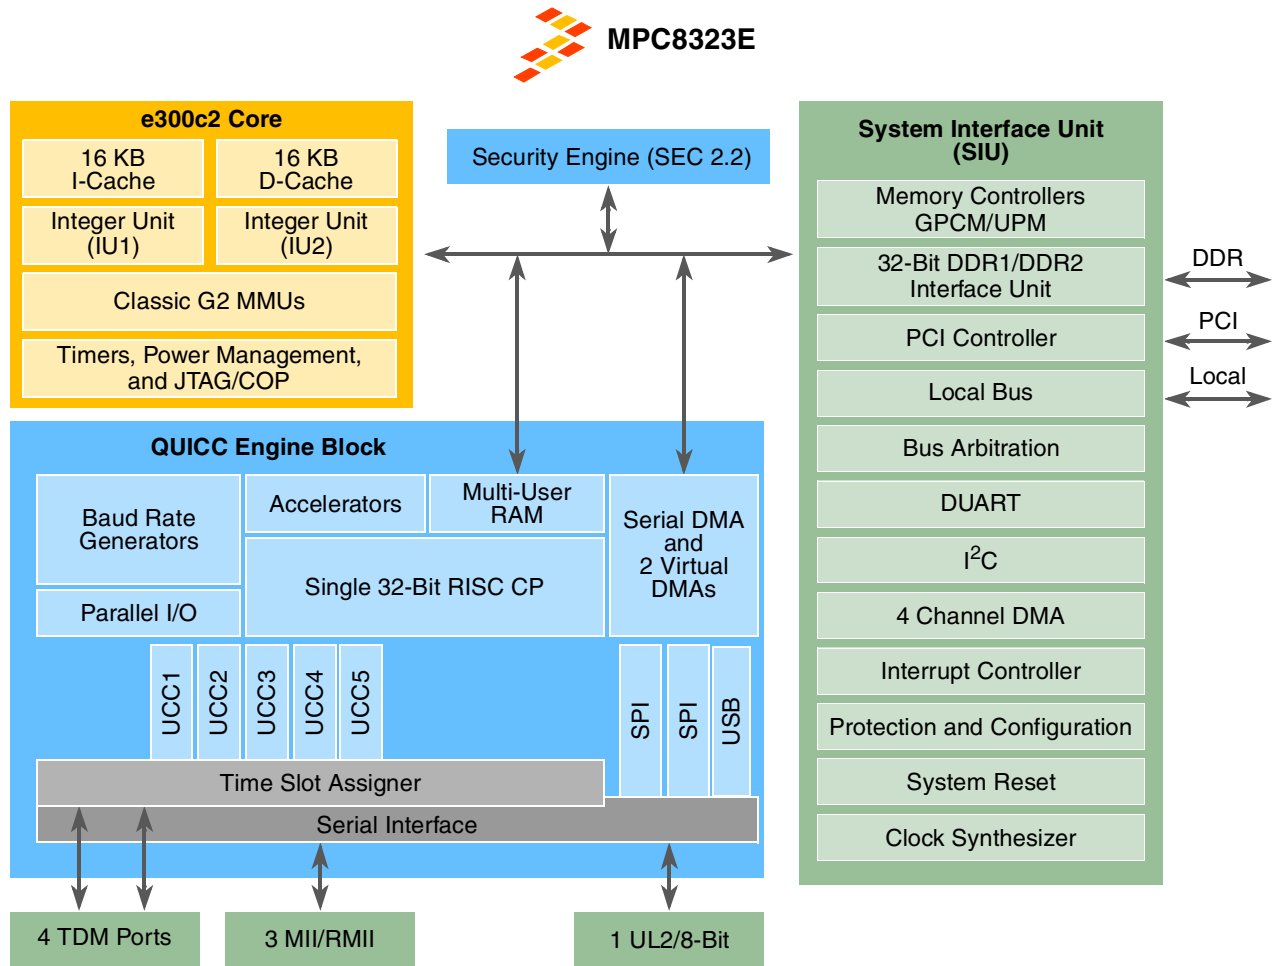 MPC8323E
e300c2 Core
16 KB
I-Cache
16 KB
D-Cache
Integer Unit
(IU1)
Integer Unit
(IU2)
Classic G2 MMUs
Timers, Power Management,
and JTAG/COP
Security Engine (SEC 2.2)
System Interface Unit
(SIU)
Memory Controllers
GPCM/UPM
32-Bit DDR1/DDR2
Interface Unit
PCI Controller
Local Bus
Bus Arbitration
DUART
I²C
4 Channel DMA
Interrupt Controller
Protection and Configuration
System Reset
Clock Synthesizer
DDR
PCI
Local
QUICC Engine Block
Baud Rate
Generators
Parallel I/O
Accelerators
Multi-User
RAM
Single 32-Bit RISC CP
Serial DMA
and
2 Virtual
DMAs
UCC1
UCC2
UCC3
UCC4
UCC5
SPI
SPI
USB
Time Slot Assigner
Serial Interface
4 TDM Ports
3 MII/RMII
1 UL2/8-Bit